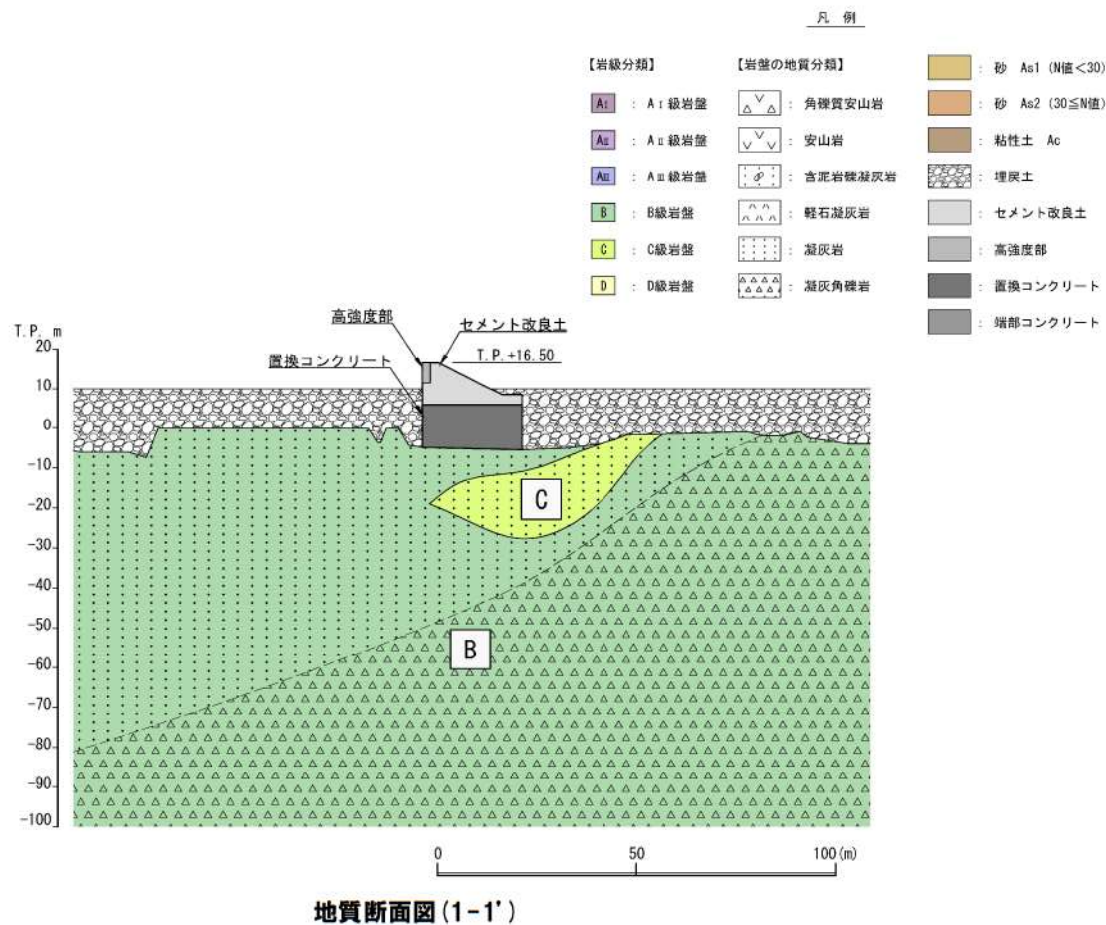 凡 例
【岩級分類】
AⅠ : AⅠ級岩盤
AⅡ : AⅡ級岩盤
AⅢ : AⅢ級岩盤
B : B級岩盤
C : C級岩盤
D : D級岩盤
【岩盤の地質分類】
: 角礫質安山岩
: 安山岩
: 含泥岩礫凝灰岩
: 軽石凝灰岩
: 凝灰岩
: 凝灰角礫岩
: 砂 As1 (N値<30)
: 砂 As2 (30≦N値)
: 粘性土 Ac
: 埋戻土
: セメント改良土
: 高強度部
: 置換コンクリート
: 端部コンクリート
T.P. m
20
10
0
-10
-20
-30
-40
-50
-60
-70
-80
-90
-100
高強度部
セメント改良土
置換コンクリート
T.P.+16.50
C
B
0 50 100(m)
地質断面図(1-1')